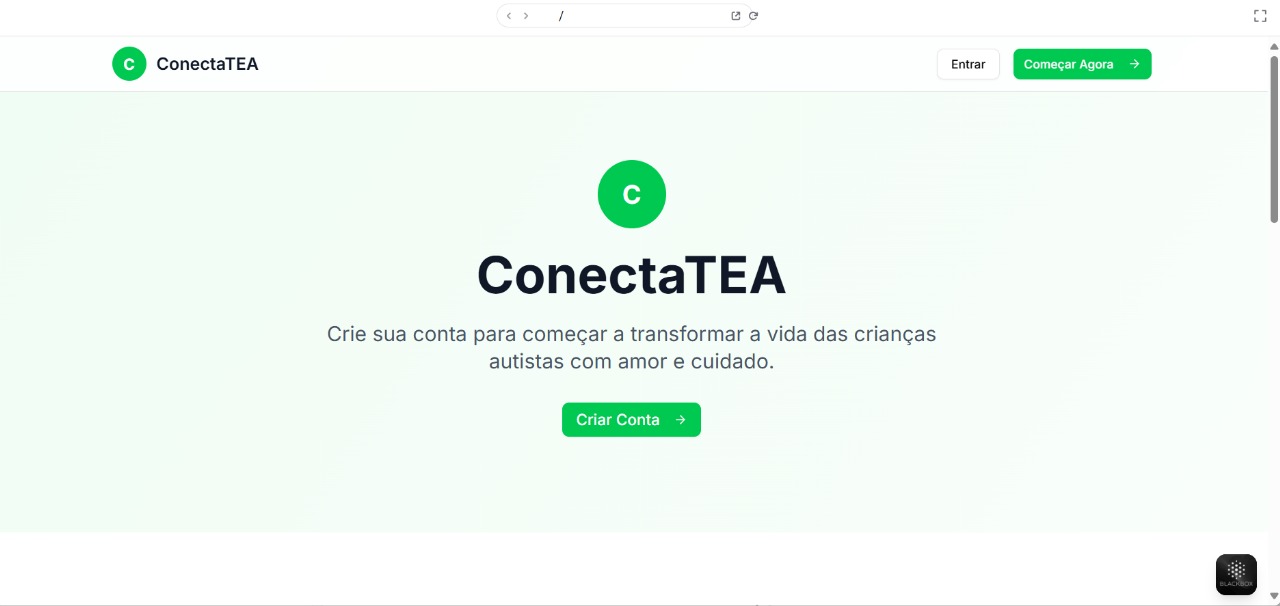 /
C ConectaTEA Entrar Começar Agora →
C
ConectaTEA
Crie sua conta para começar a transformar a vida das crianças
autistas com amor e cuidado.
Criar Conta →
BLACKBOX